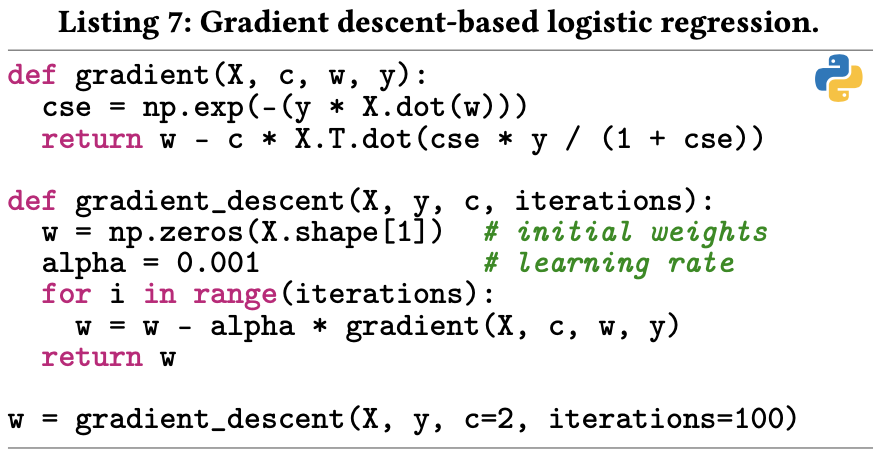 Listing 7: Gradient descent-based logistic regression.
def gradient(X, c, w, y):
  cse = np.exp(-(y * X.dot(w)))
  return w - c * X.T.dot(cse * y / (1 + cse))

def gradient_descent(X, y, c, iterations):
  w = np.zeros(X.shape[1])  # initial weights
  alpha = 0.001             # learning rate
  for i in range(iterations):
    w = w - alpha * gradient(X, c, w, y)
  return w

w = gradient_descent(X, y, c=2, iterations=100)